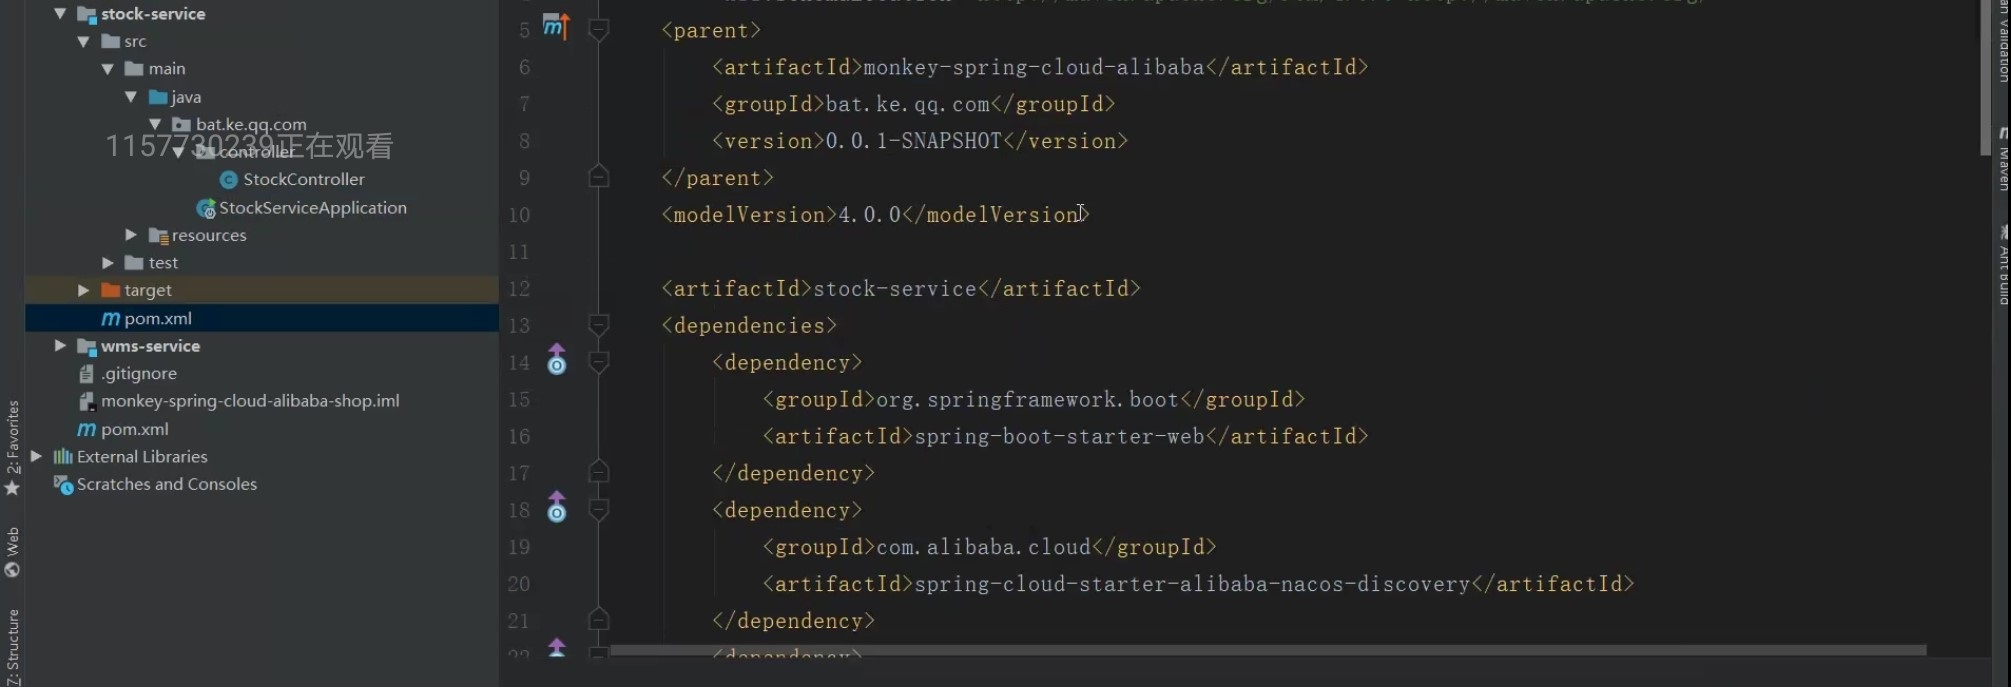 stock-service
src
main
java
bat.ke.qq.com
controller
1157730239正在观看
StockController
StockServiceApplication
resources
test
target
pom.xml
wms-service
.gitignore
monkey-spring-cloud-alibaba-shop.iml
pom.xml
External Libraries
Scratches and Consoles
2: Favorites
Web
Z: Structure
5 <parent>
6 <artifactId>monkey-spring-cloud-alibaba</artifactId>
7 <groupId>bat.ke.qq.com</groupId>
8 <version>0.0.1-SNAPSHOT</version>
9 </parent>
10 <modelVersion>4.0.0</modelVersion>
11
12 <artifactId>stock-service</artifactId>
13 <dependencies>
14 <dependency>
15 <groupId>org.springframework.boot</groupId>
16 <artifactId>spring-boot-starter-web</artifactId>
17 </dependency>
18 <dependency>
19 <groupId>com.alibaba.cloud</groupId>
20 <artifactId>spring-cloud-starter-alibaba-nacos-discovery</artifactId>
21 </dependency>
22 <dependency>
Maven
Ant Build